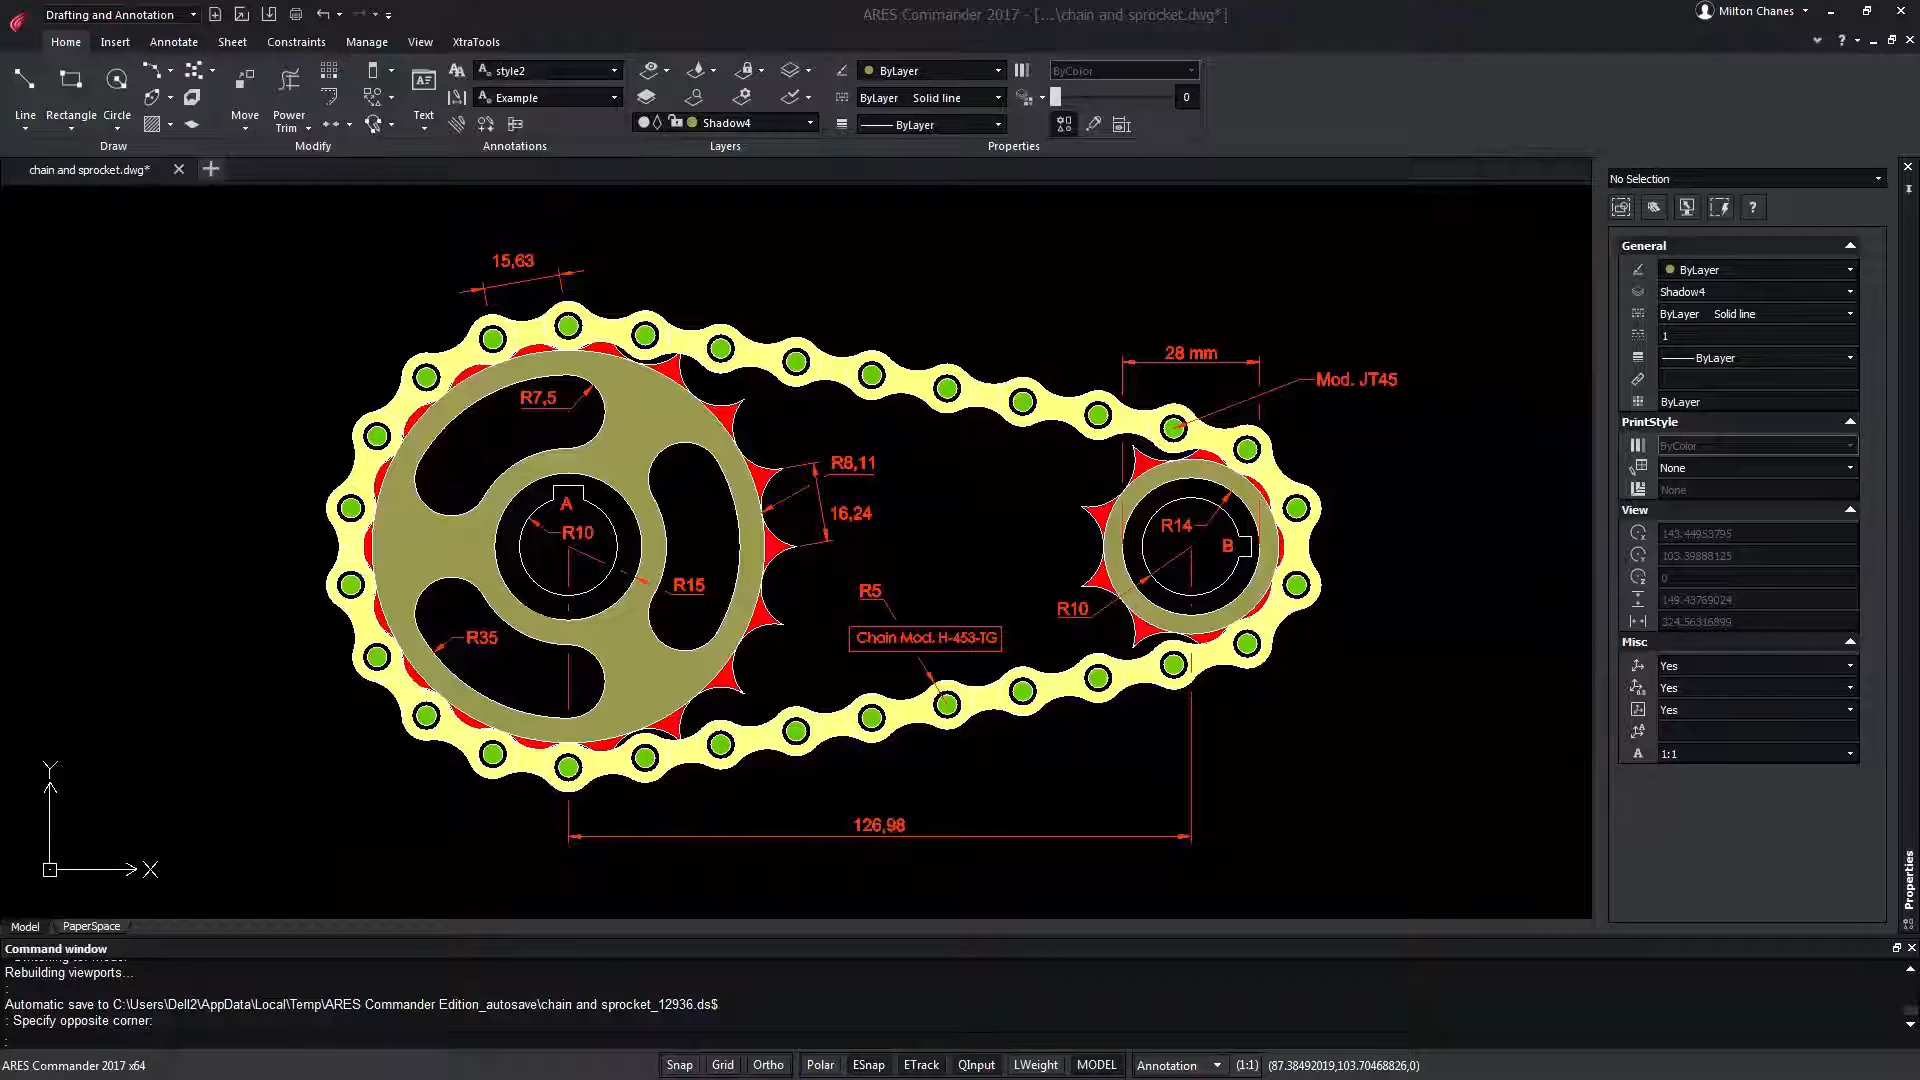 Drafting and Annotation
ARES Commander 2017 - [...\chain and sprocket.dwg*]
Milton Chanes
Home
Insert
Annotate
Sheet
Constraints
Manage
View
XtraTools
Line
Rectangle
Circle
Draw
Move
Power
Trim
Modify
Text
style2
Example
Annotations
Shadow4
Layers
ByLayer
ByLayer Solid line
ByLayer
Properties
ByColor
0
chain and sprocket.dwg*
15,63
R7,5
28 mm
Mod. JT45
R8,11
16,24
A
R10
R15
R35
R14
B
R10
R5
Chain Mod. H-453-TG
126,98
Y
X
No Selection
?
General
ByLayer
Shadow4
ByLayer Solid line
1
ByLayer
ByLayer
PrintStyle
ByColor
None
None
View
143.44953795
103.39888125
0
149.43769024
324.56316899
Misc
Yes
Yes
Yes
1:1
Properties
Model
PaperSpace
Command window
Rebuilding viewports...
:
Automatic save to C:\Users\Dell2\AppData\Local\Temp\ARES Commander Edition_autosave\chain and sprocket_12936.ds$
: Specify opposite corner:
:
ARES Commander 2017 x64
Snap
Grid
Ortho
Polar
ESnap
ETrack
QInput
LWeight
MODEL
Annotation
(1:1)
(87.38492019,103.70468826,0)